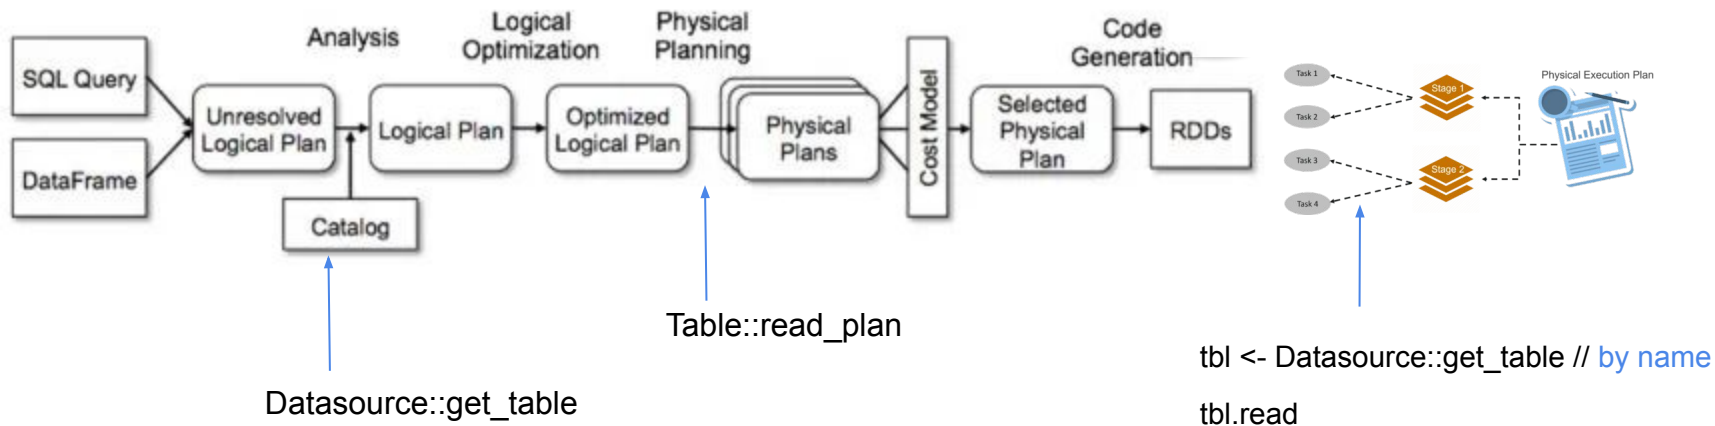 SQL Query
DataFrame
Unresolved
Logical Plan
Analysis
Catalog
Logical Plan
Logical
Optimization
Optimized
Logical Plan
Physical
Planning
Physical
Plans
Cost Model
Selected
Physical
Plan
Code
Generation
RDDs
Task 1
Task 2
Task 3
Task 4
Stage 1
Stage 2
Physical Execution Plan
Datasource::get_table
Table::read_plan
tbl <- Datasource::get_table // by name
tbl.read